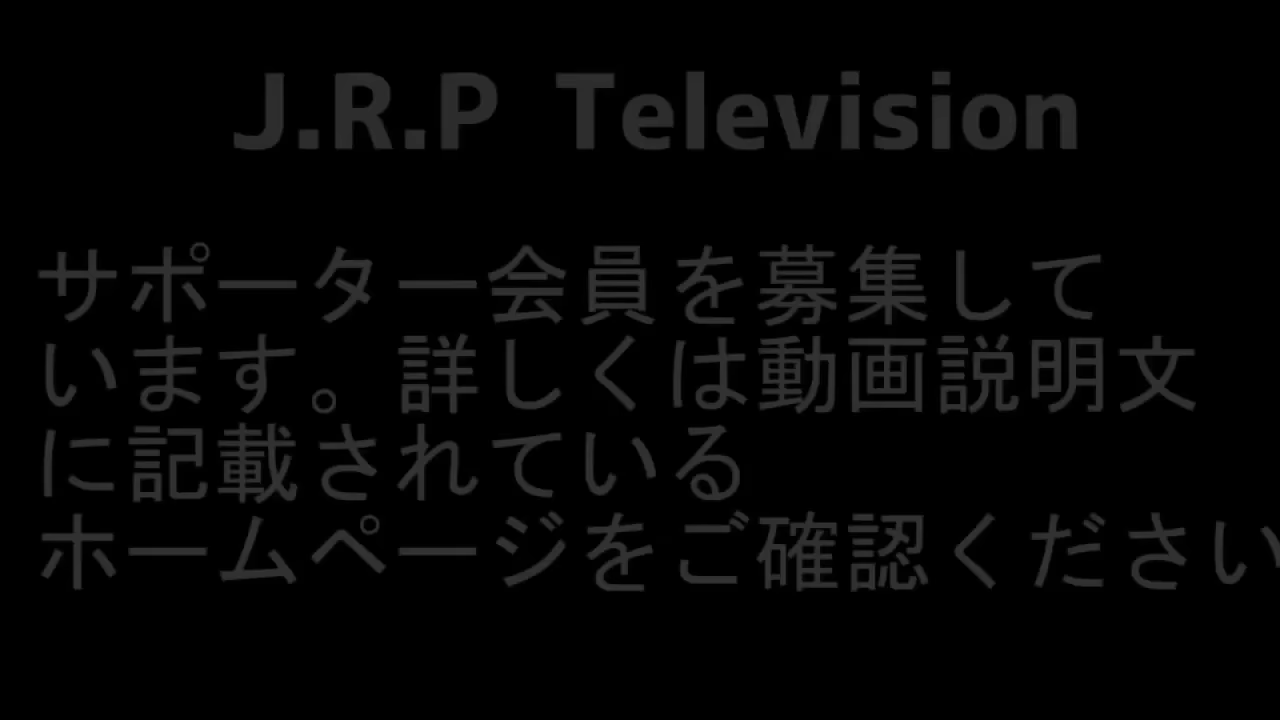 J.R.P Television
サポーター会員を募集して
います。詳しくは動画説明文
に記載されている
ホームページをご確認ください